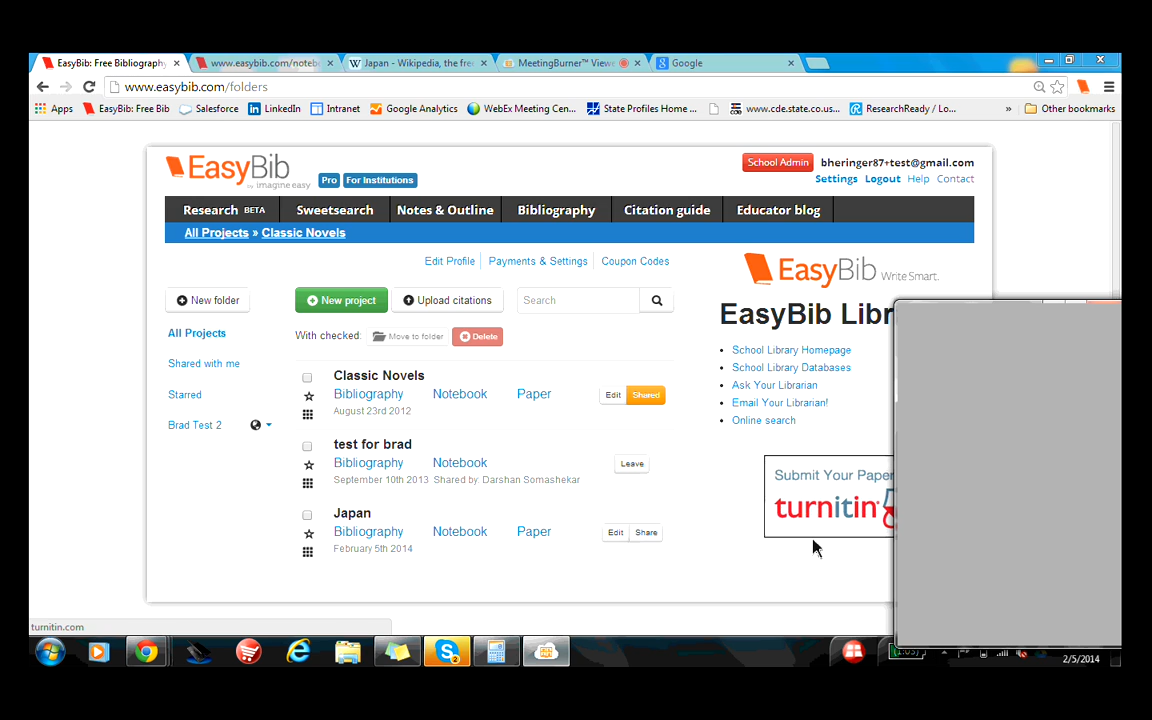 EasyBib: Free Bibliography
www.easybib.com/noteb
Japan - Wikipedia, the fre
MeetingBurner™ Viewe
Google
www.easybib.com/folders
Apps
EasyBib: Free Bib
Salesforce
LinkedIn
Intranet
Google Analytics
WebEx Meeting Cen...
State Profiles Home ...
www.cde.state.co.us...
ResearchReady / Lo...
»
Other bookmarks
EasyBib
by imagine easy
Pro
For Institutions
School Admin
bheringer87+test@gmail.com
Settings Logout Help Contact
Research BETA
Sweetsearch
Notes & Outline
Bibliography
Citation guide
Educator blog
All Projects » Classic Novels
Edit Profile
Payments & Settings
Coupon Codes
EasyBib Write Smart.
New folder
New project
Upload citations
Search
EasyBib Libr
All Projects
With checked:
Move to folder
Delete
Shared with me
Starred
Brad Test 2
Classic Novels
Bibliography Notebook Paper
Edit Shared
August 23rd 2012
test for brad
Bibliography Notebook
Leave
September 10th 2013 Shared by: Darshan Somashekar
Japan
Bibliography Notebook Paper
Edit Share
February 5th 2014
School Library Homepage
School Library Databases
Ask Your Librarian
Email Your Librarian!
Online search
Submit Your Paper
turnitin
turnitin.com
2
2/5/2014